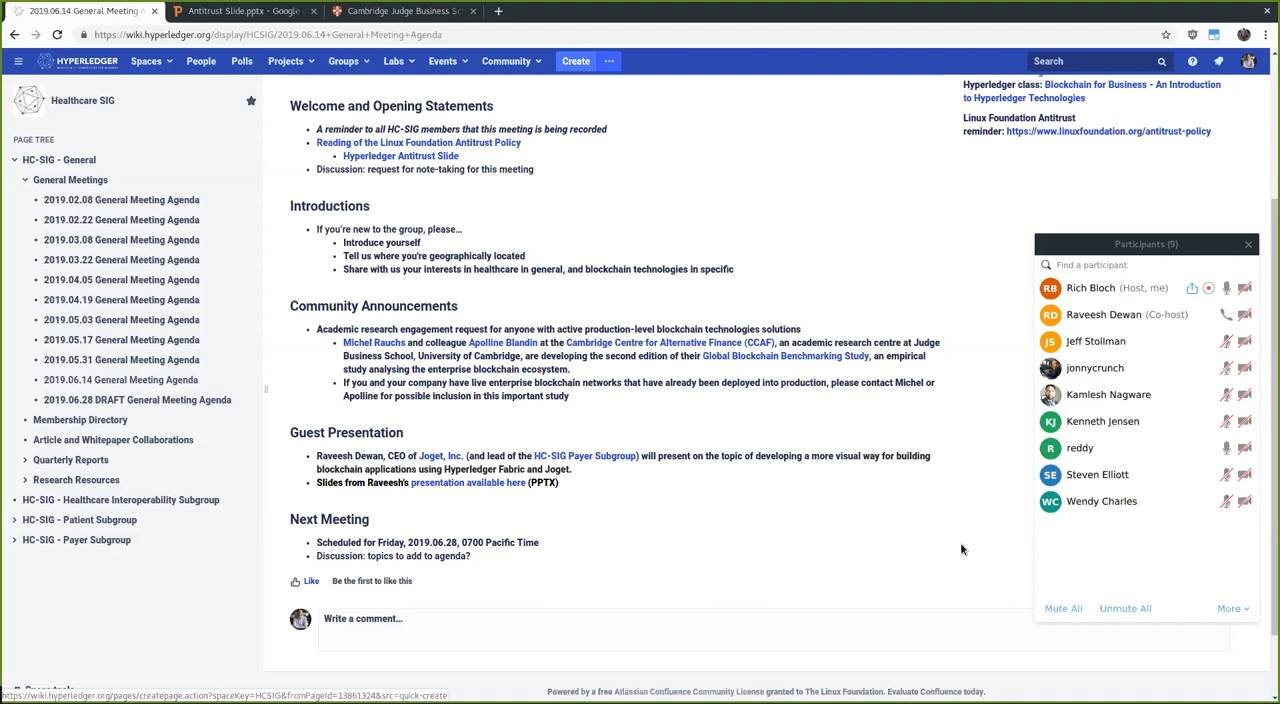 2019.06.14 General Meeting A
Antitrust Slide.pptx - Google
Cambridge Judge Business Sc
https://wiki.hyperledger.org/display/HCSIG/2019.06.14+General+Meeting+Agenda
HYPERLEDGER
Spaces
People
Polls
Projects
Groups
Labs
Events
Community
Create
Search
Healthcare SIG
PAGE TREE
HC-SIG - General
General Meetings
2019.02.08 General Meeting Agenda
2019.02.22 General Meeting Agenda
2019.03.08 General Meeting Agenda
2019.03.22 General Meeting Agenda
2019.04.05 General Meeting Agenda
2019.04.19 General Meeting Agenda
2019.05.03 General Meeting Agenda
2019.05.17 General Meeting Agenda
2019.05.31 General Meeting Agenda
2019.06.14 General Meeting Agenda
2019.06.28 DRAFT General Meeting Agenda
Membership Directory
Article and Whitepaper Collaborations
Quarterly Reports
Research Resources
HC-SIG - Healthcare Interoperability Subgroup
HC-SIG - Patient Subgroup
HC-SIG - Payer Subgroup
https://wiki.hyperledger.org/pages/createpage.action?spaceKey=HCSIG&fromPageId=13861324&src=quick-create
Welcome and Opening Statements
A reminder to all HC-SIG members that this meeting is being recorded
Reading of the Linux Foundation Antitrust Policy
Hyperledger Antitrust Slide
Discussion: request for note-taking for this meeting
Introductions
If you're new to the group, please...
Introduce yourself
Tell us where you're geographically located
Share with us your interests in healthcare in general, and blockchain technologies in specific
Community Announcements
Academic research engagement request for anyone with active production-level blockchain technologies solutions
Michel Rauchs and colleague Apolline Blandin at the Cambridge Centre for Alternative Finance (CCAF), an academic research centre at Judge
Business School, University of Cambridge, are developing the second edition of their Global Blockchain Benchmarking Study, an empirical
study analysing the enterprise blockchain ecosystem.
If you and your company have live enterprise blockchain networks that have already been deployed into production, please contact Michel or
Apolline for possible inclusion in this important study
Guest Presentation
Raveesh Dewan, CEO of Joget, Inc. (and lead of the HC-SIG Payer Subgroup) will present on the topic of developing a more visual way for building
blockchain applications using Hyperledger Fabric and Joget.
Slides from Raveesh's presentation available here (PPTX)
Next Meeting
Scheduled for Friday, 2019.06.28, 0700 Pacific Time
Discussion: topics to add to agenda?
Like
Be the first to like this
Write a comment...
Powered by a free Atlassian Confluence Community License granted to The Linux Foundation. Evaluate Confluence today.
Hyperledger class: Blockchain for Business - An Introduction
to Hyperledger Technologies
Linux Foundation Antitrust
reminder: https://www.linuxfoundation.org/antitrust-policy
Participants (9)
Find a participant
RB Rich Bloch (Host, me)
RD Raveesh Dewan (Co-host)
JS Jeff Stollman
jonnycrunch
Kamlesh Nagware
KJ Kenneth Jensen
R reddy
SE Steven Elliott
WC Wendy Charles
Mute All
Unmute All
More